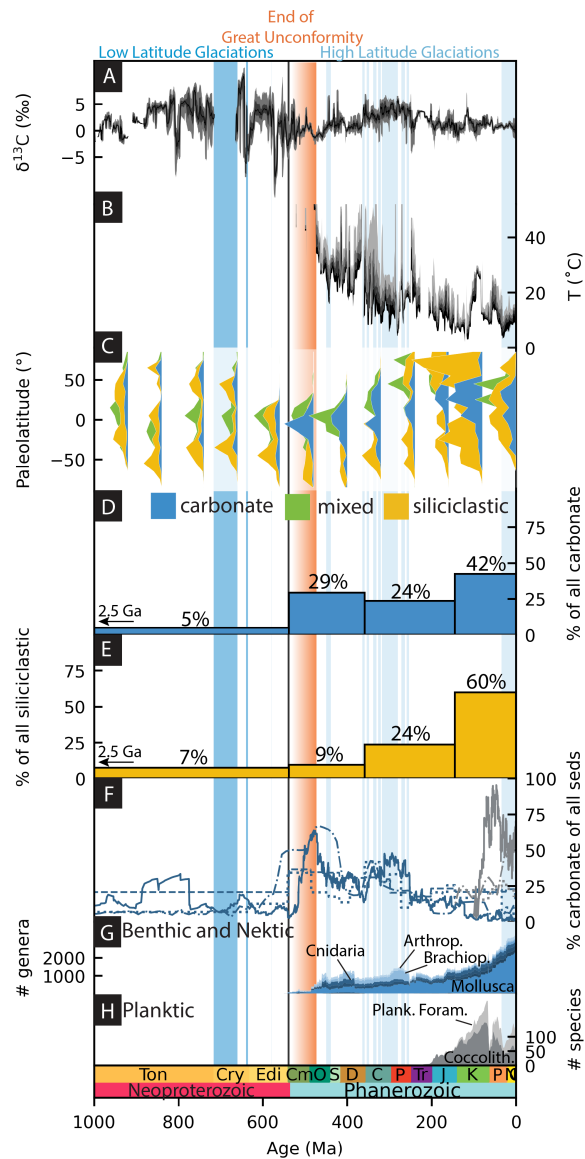 End of
Great Unconformity
Low Latitude Glaciations High Latitude Glaciations
A
δ¹³C (‰)
5
0
−5
B
T (°C)
40
20
0
C
Paleolatitude (°)
50
0
−50
D
carbonate mixed siliciclastic
% of all carbonate
75
50
25
0
2.5 Ga
5%
29%
24%
42%
E
% of all siliciclastic
75
50
25
0
2.5 Ga
7%
9%
24%
60%
F
% carbonate of all seds
100
75
50
25
0
G Benthic and Nektic
# genera
2000
1000
Cnidaria
Arthrop.
Brachiop.
Mollusca
H Planktic
# species
100
50
0
Plank. Foram.
Coccolith.
Ton Cry Edi Cm O S D C P Tr J K P N
Neoproterozoic Phanerozoic
1000 800 600 400 200 0
Age (Ma)